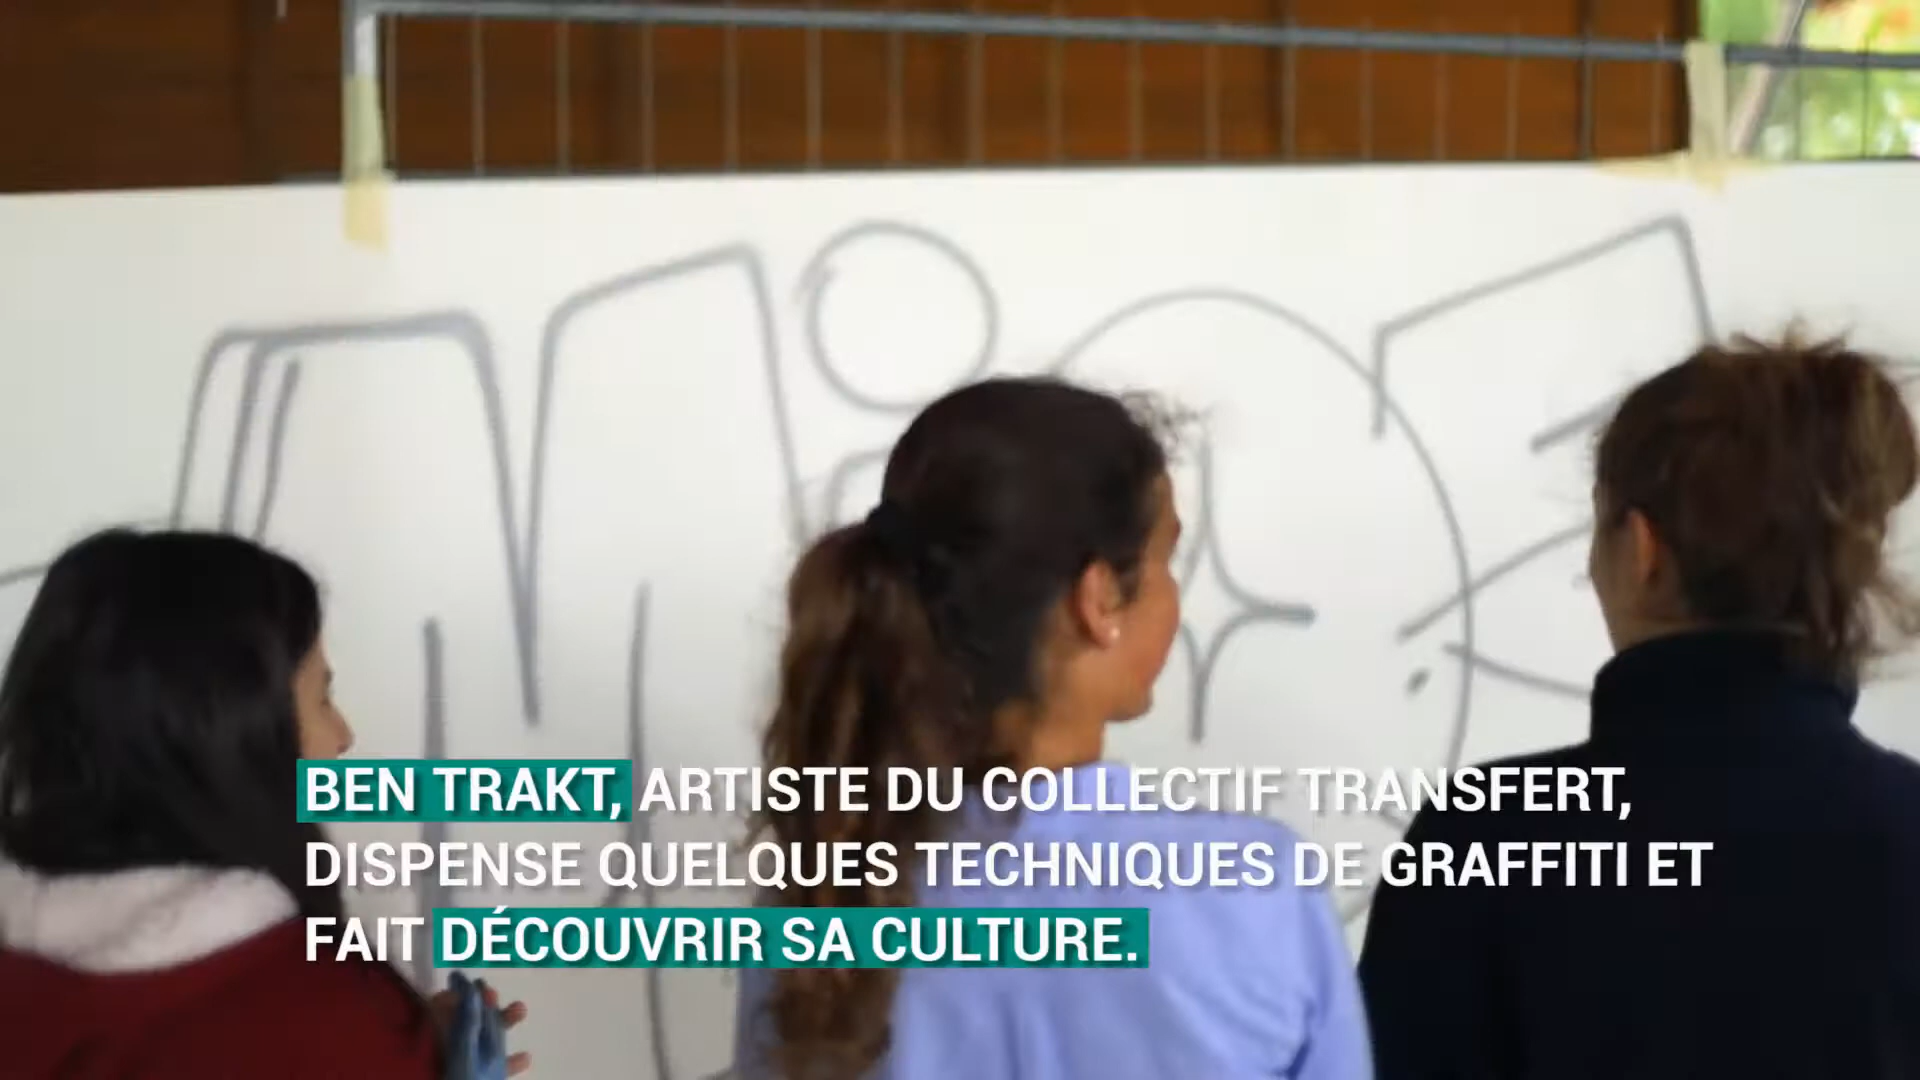 BEN TRAKT, ARTISTE DU COLLECTIF TRANSFERT,
DISPENSE QUELQUES TECHNIQUES DE GRAFFITI ET
FAIT DÉCOUVRIR SA CULTURE.